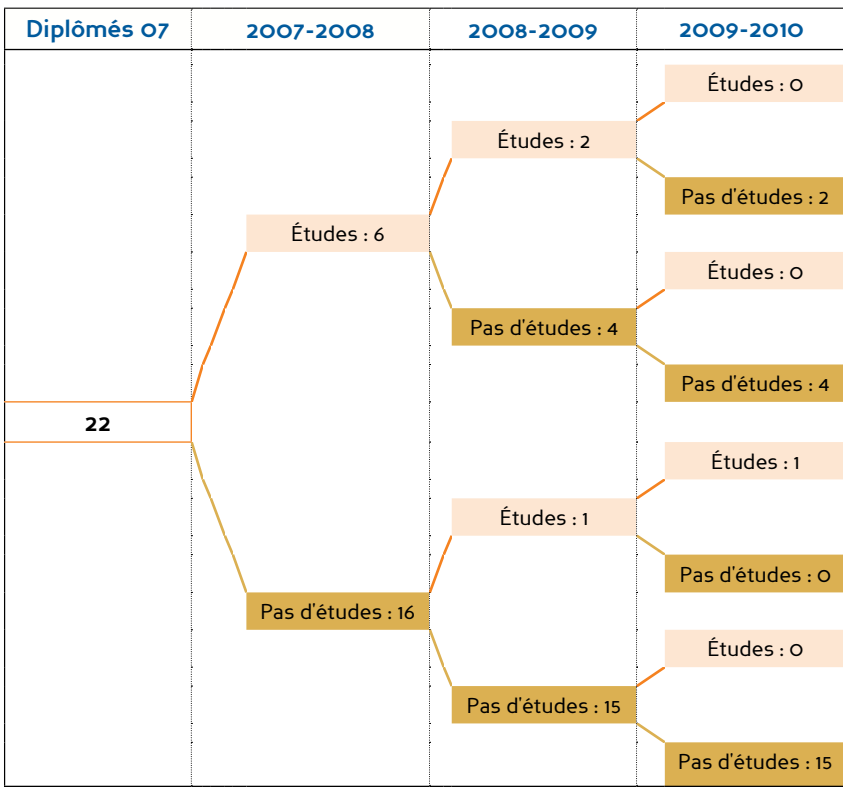 Diplômés 07 2007-2008 2008-2009 2009-2010
Études : 0
Études : 2
Pas d'études : 2
Études : 6
Études : 0
Pas d'études : 4
Pas d'études : 4
22
Études : 1
Études : 1
Pas d'études : 0
Pas d'études : 16
Études : 0
Pas d'études : 15
Pas d'études : 15